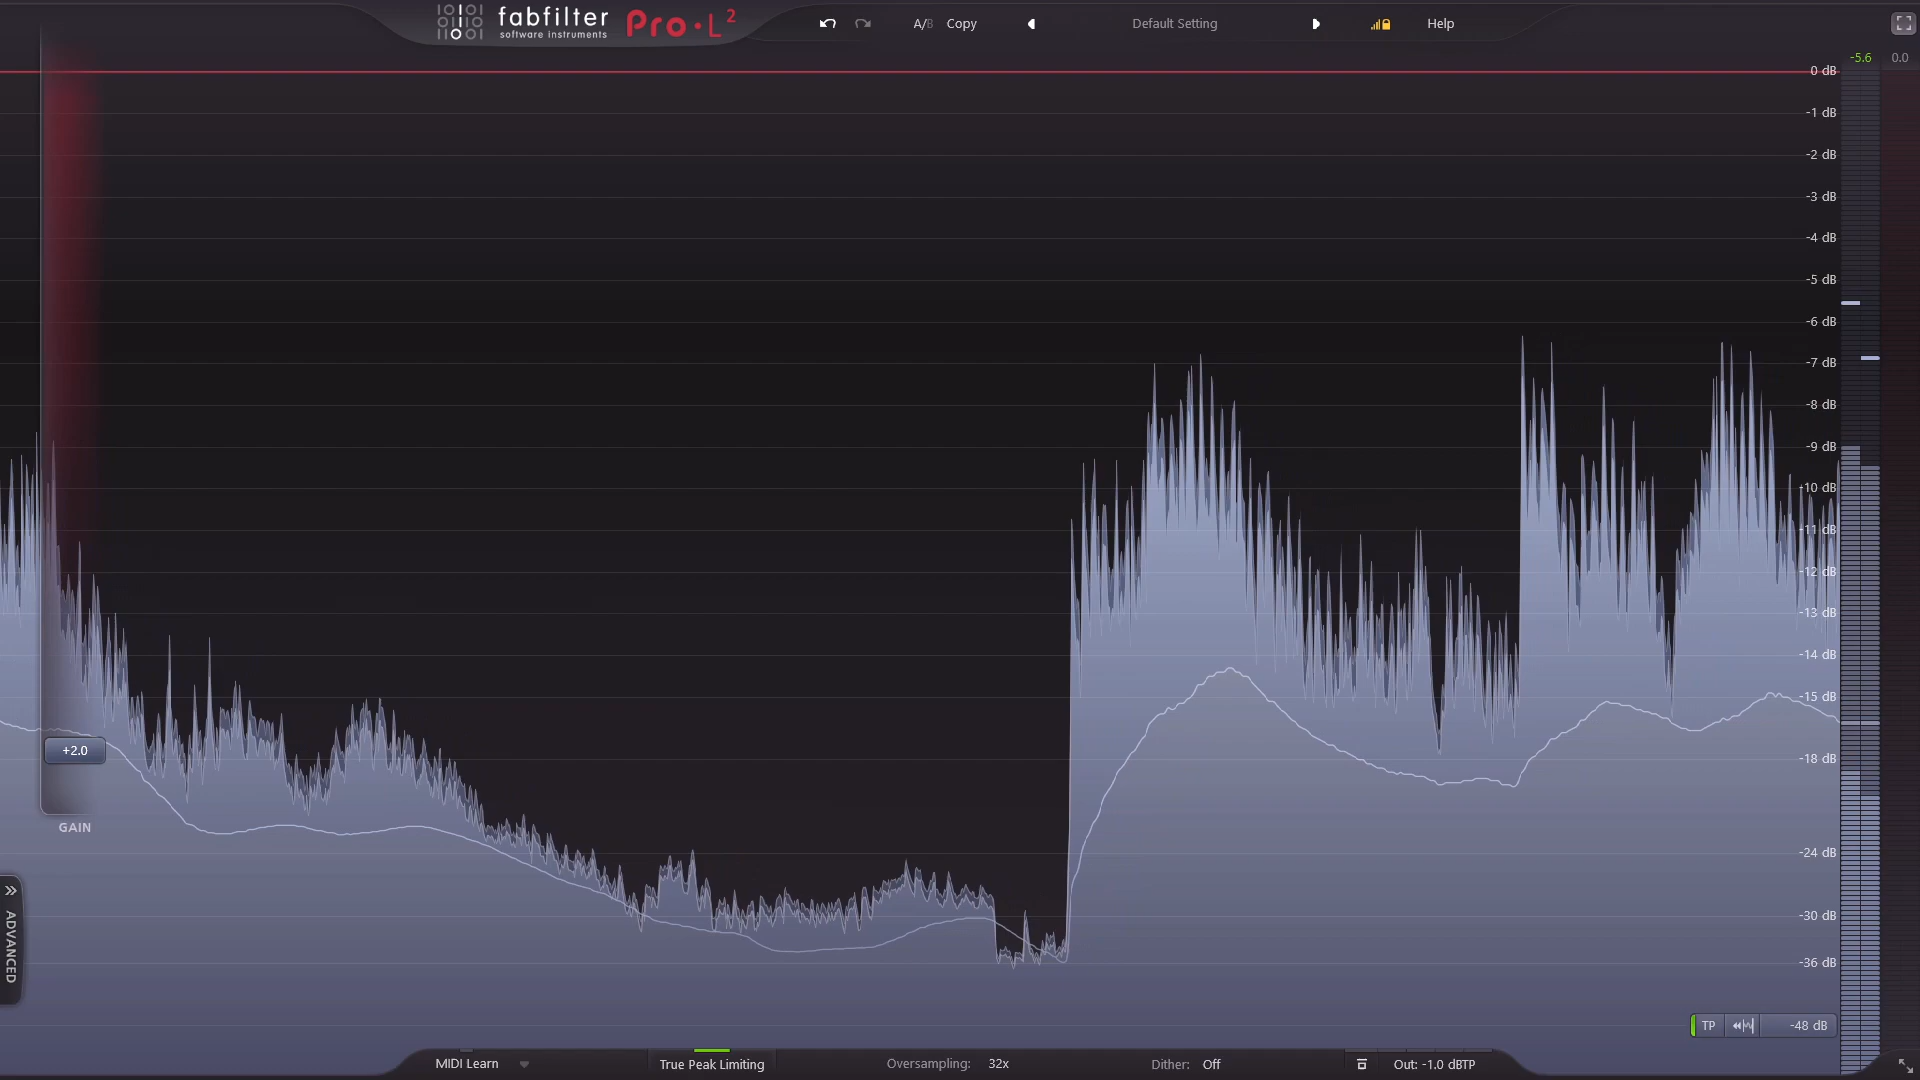 fabfilter
software instruments
Pro·L²
A/B
Copy
Default Setting
Help
-5.6
0.0
0 dB
-1 dB
-2 dB
-3 dB
-4 dB
-5 dB
-6 dB
-7 dB
-8 dB
-9 dB
-10 dB
-11 dB
-12 dB
-13 dB
-14 dB
-15 dB
-18 dB
-24 dB
-30 dB
-36 dB
+2.0
GAIN
ADVANCED
TP
-48 dB
MIDI Learn
True Peak Limiting
Oversampling: 32x
Dither: Off
Out: -1.0 dBTP